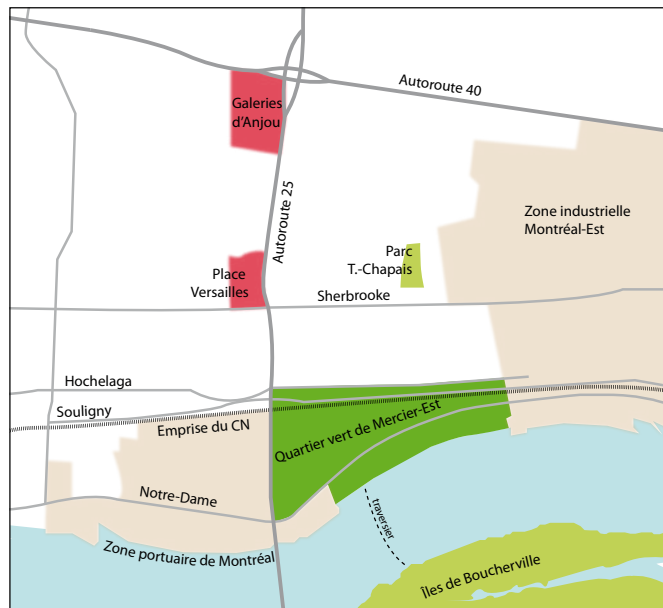 Autoroute 40
Galeries
d'Anjou
Autoroute 25
Zone industrielle
Montréal-Est
Parc
T.-Chapais
Place
Versailles
Sherbrooke
Hochelaga
Souligny
Emprise du CN
Quartier vert de Mercier-Est
Notre-Dame
traversier
Zone portuaire de Montréal
Îles de Boucherville